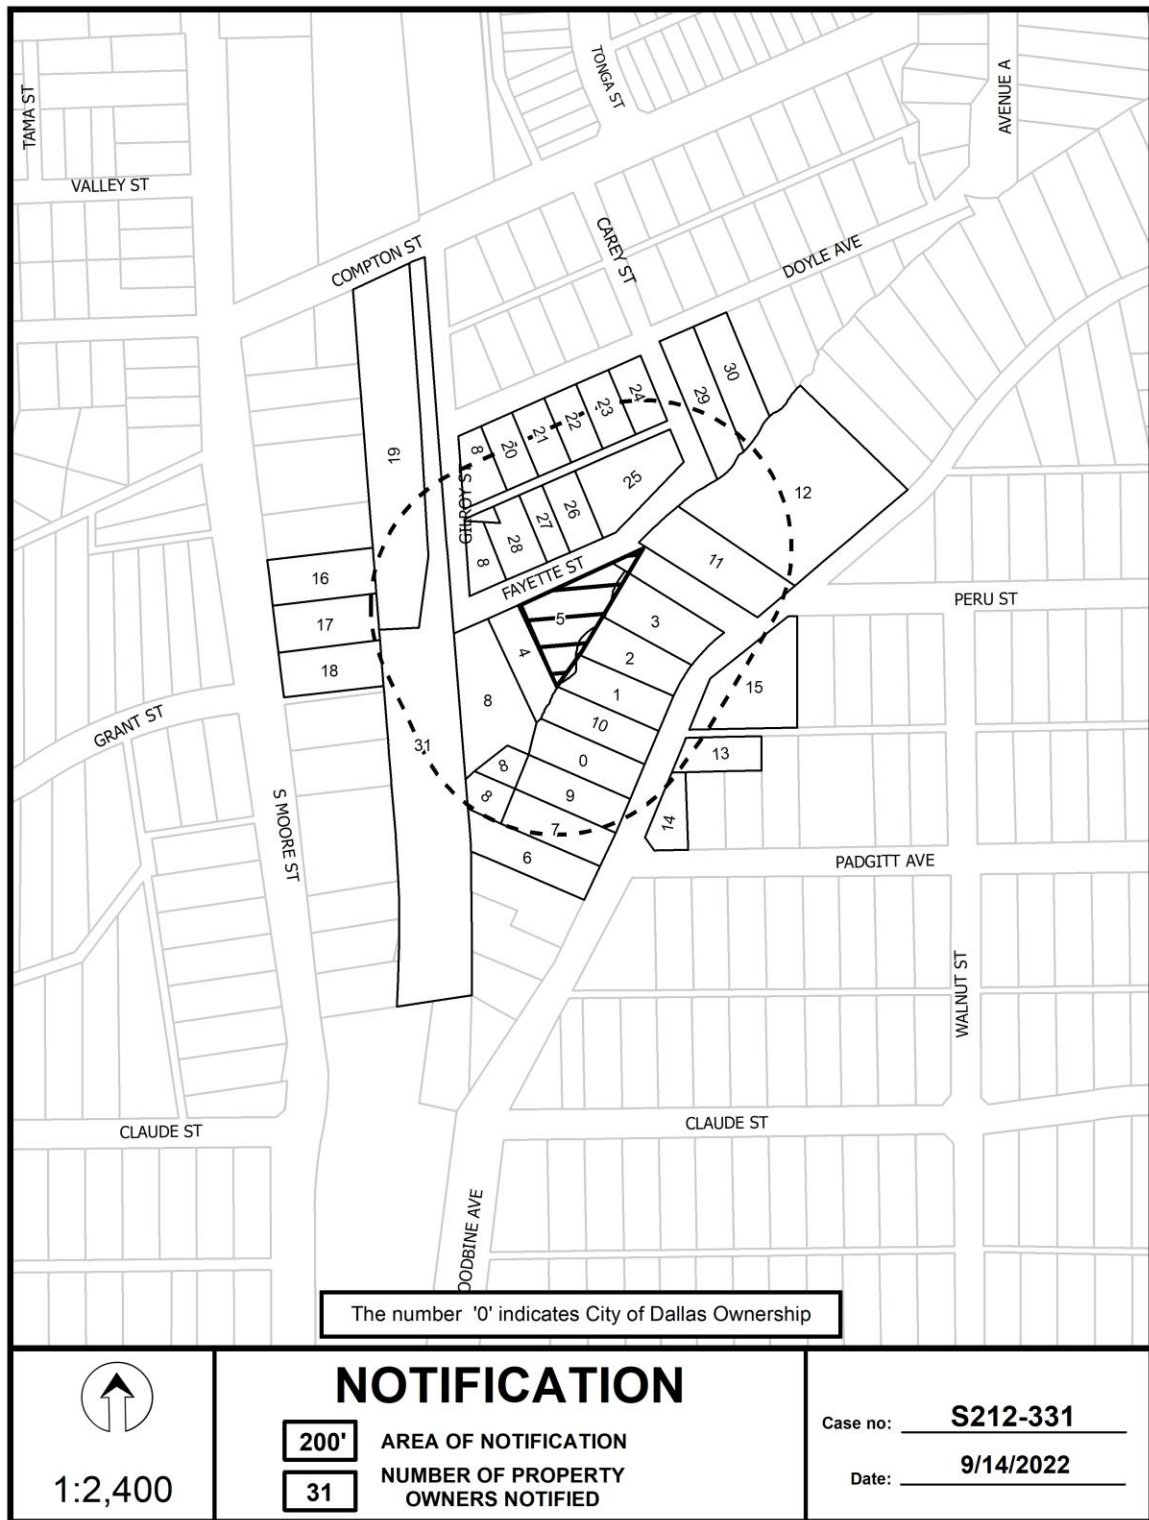 TONGA ST
AVENUE A
TAMA ST
VALLEY ST
COMPTON ST
CAREY ST
DOYLE AVE
30
29
24
23
22
21
20
8
19
GILROY ST
25
26
27
28
8
12
11
16
17
18
FAYETTE ST
5
3
PERU ST
4
2
15
1
8
10
GRANT ST
31
13
0
8
9
8
7
14
6
S MOORE ST
PADGITT AVE
WALNUT ST
CLAUDE ST
CLAUDE ST
OODBINE AVE
The number '0' indicates City of Dallas Ownership
1:2,400
NOTIFICATION
200' AREA OF NOTIFICATION
31 NUMBER OF PROPERTY
OWNERS NOTIFIED
Case no: S212-331
Date: 9/14/2022